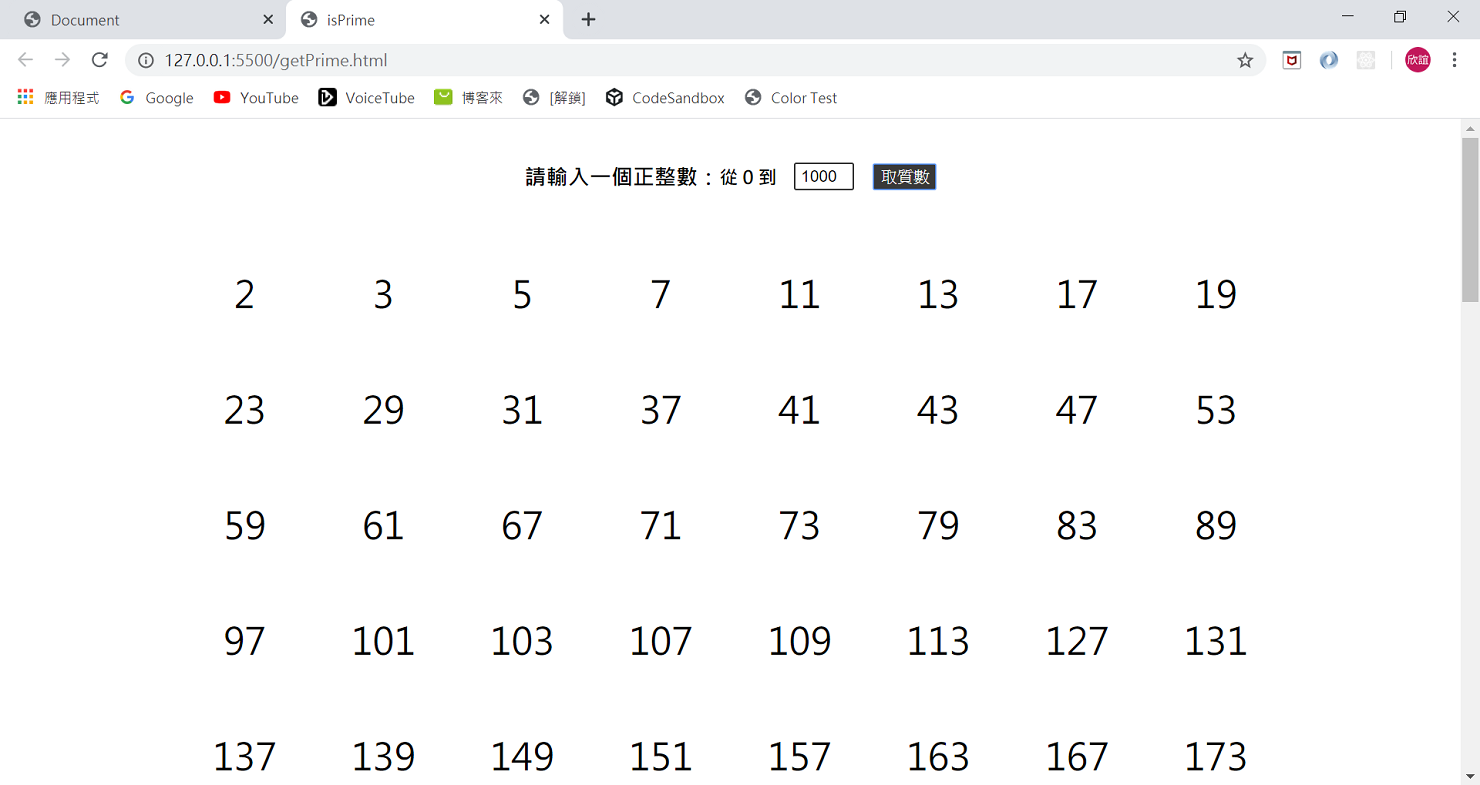 Document isPrime
127.0.0.1:5500/getPrime.html 欣誼
應用程式 Google YouTube VoiceTube 博客來 [解鎖] CodeSandbox Color Test
請輸入一個正整數：從 0 到 1000 取質數
2 3 5 7 11 13 17 19
23 29 31 37 41 43 47 53
59 61 67 71 73 79 83 89
97 101 103 107 109 113 127 131
137 139 149 151 157 163 167 173